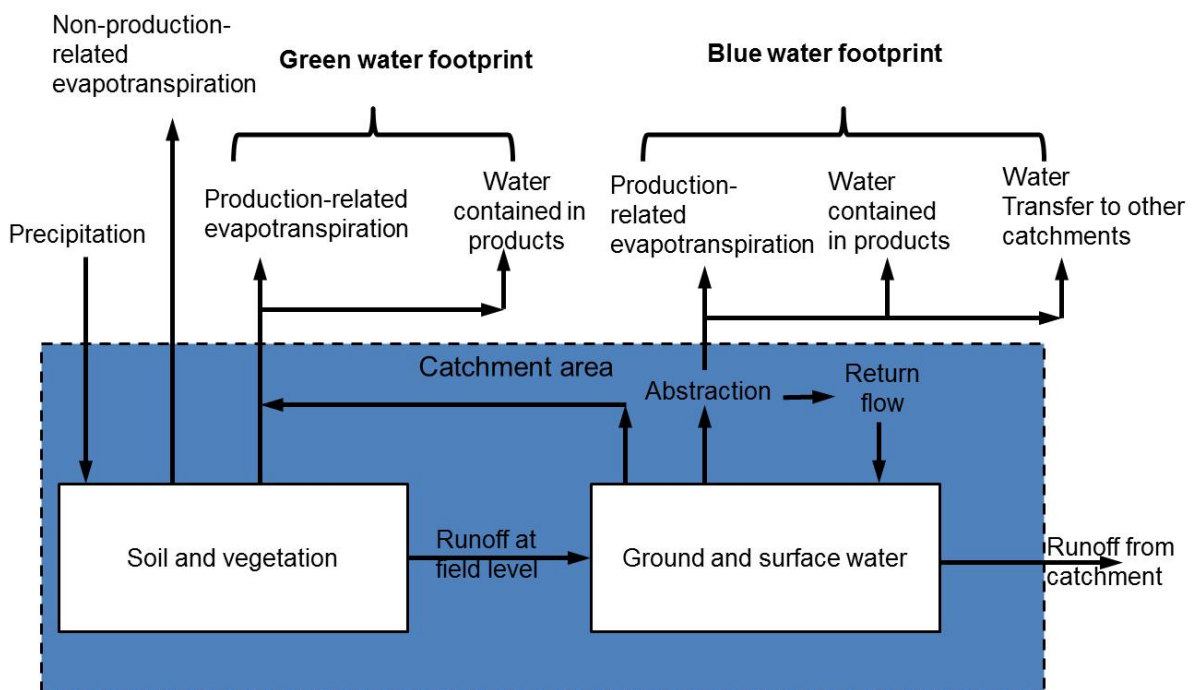 Non-production-
related
evapotranspiration
Green water footprint
Blue water footprint
Precipitation
Production-related
evapotranspiration
Water
contained in
products
Production-
related
evapotranspiration
Water
contained
in products
Water
Transfer to other
catchments
Catchment area
Abstraction
Return
flow
Soil and vegetation
Runoff at
field level
Ground and surface water
Runoff from
catchment